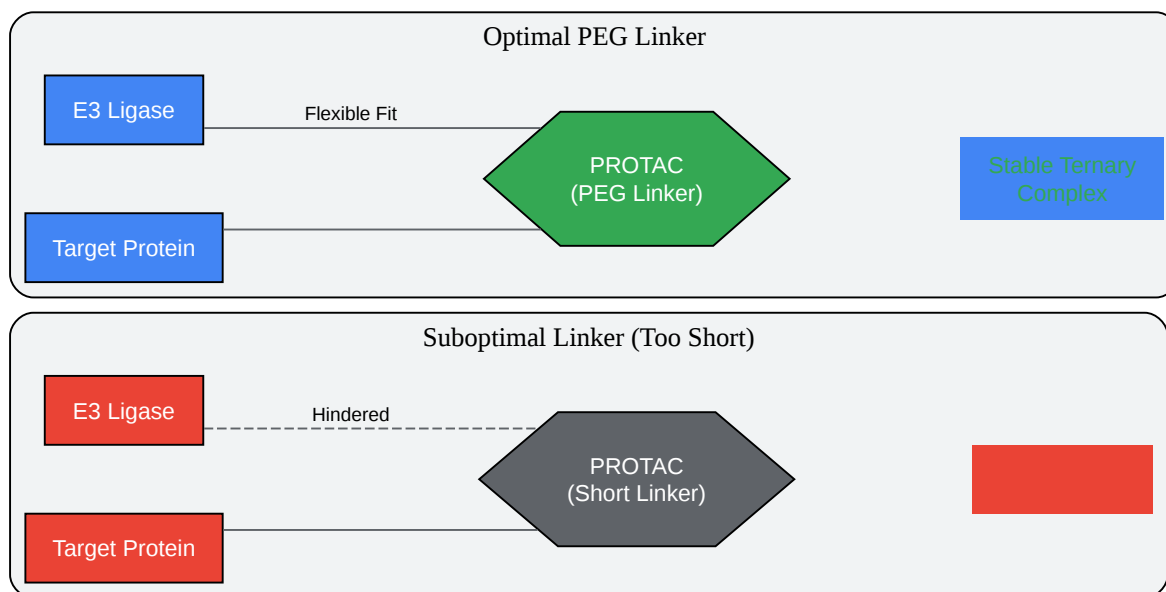 Optimal PEG Linker
E3 Ligase
Flexible Fit
PROTAC
(PEG Linker)
Stable Ternary
Complex
Target Protein
Suboptimal Linker (Too Short)
E3 Ligase
Hindered
PROTAC
(Short Linker)
Target Protein